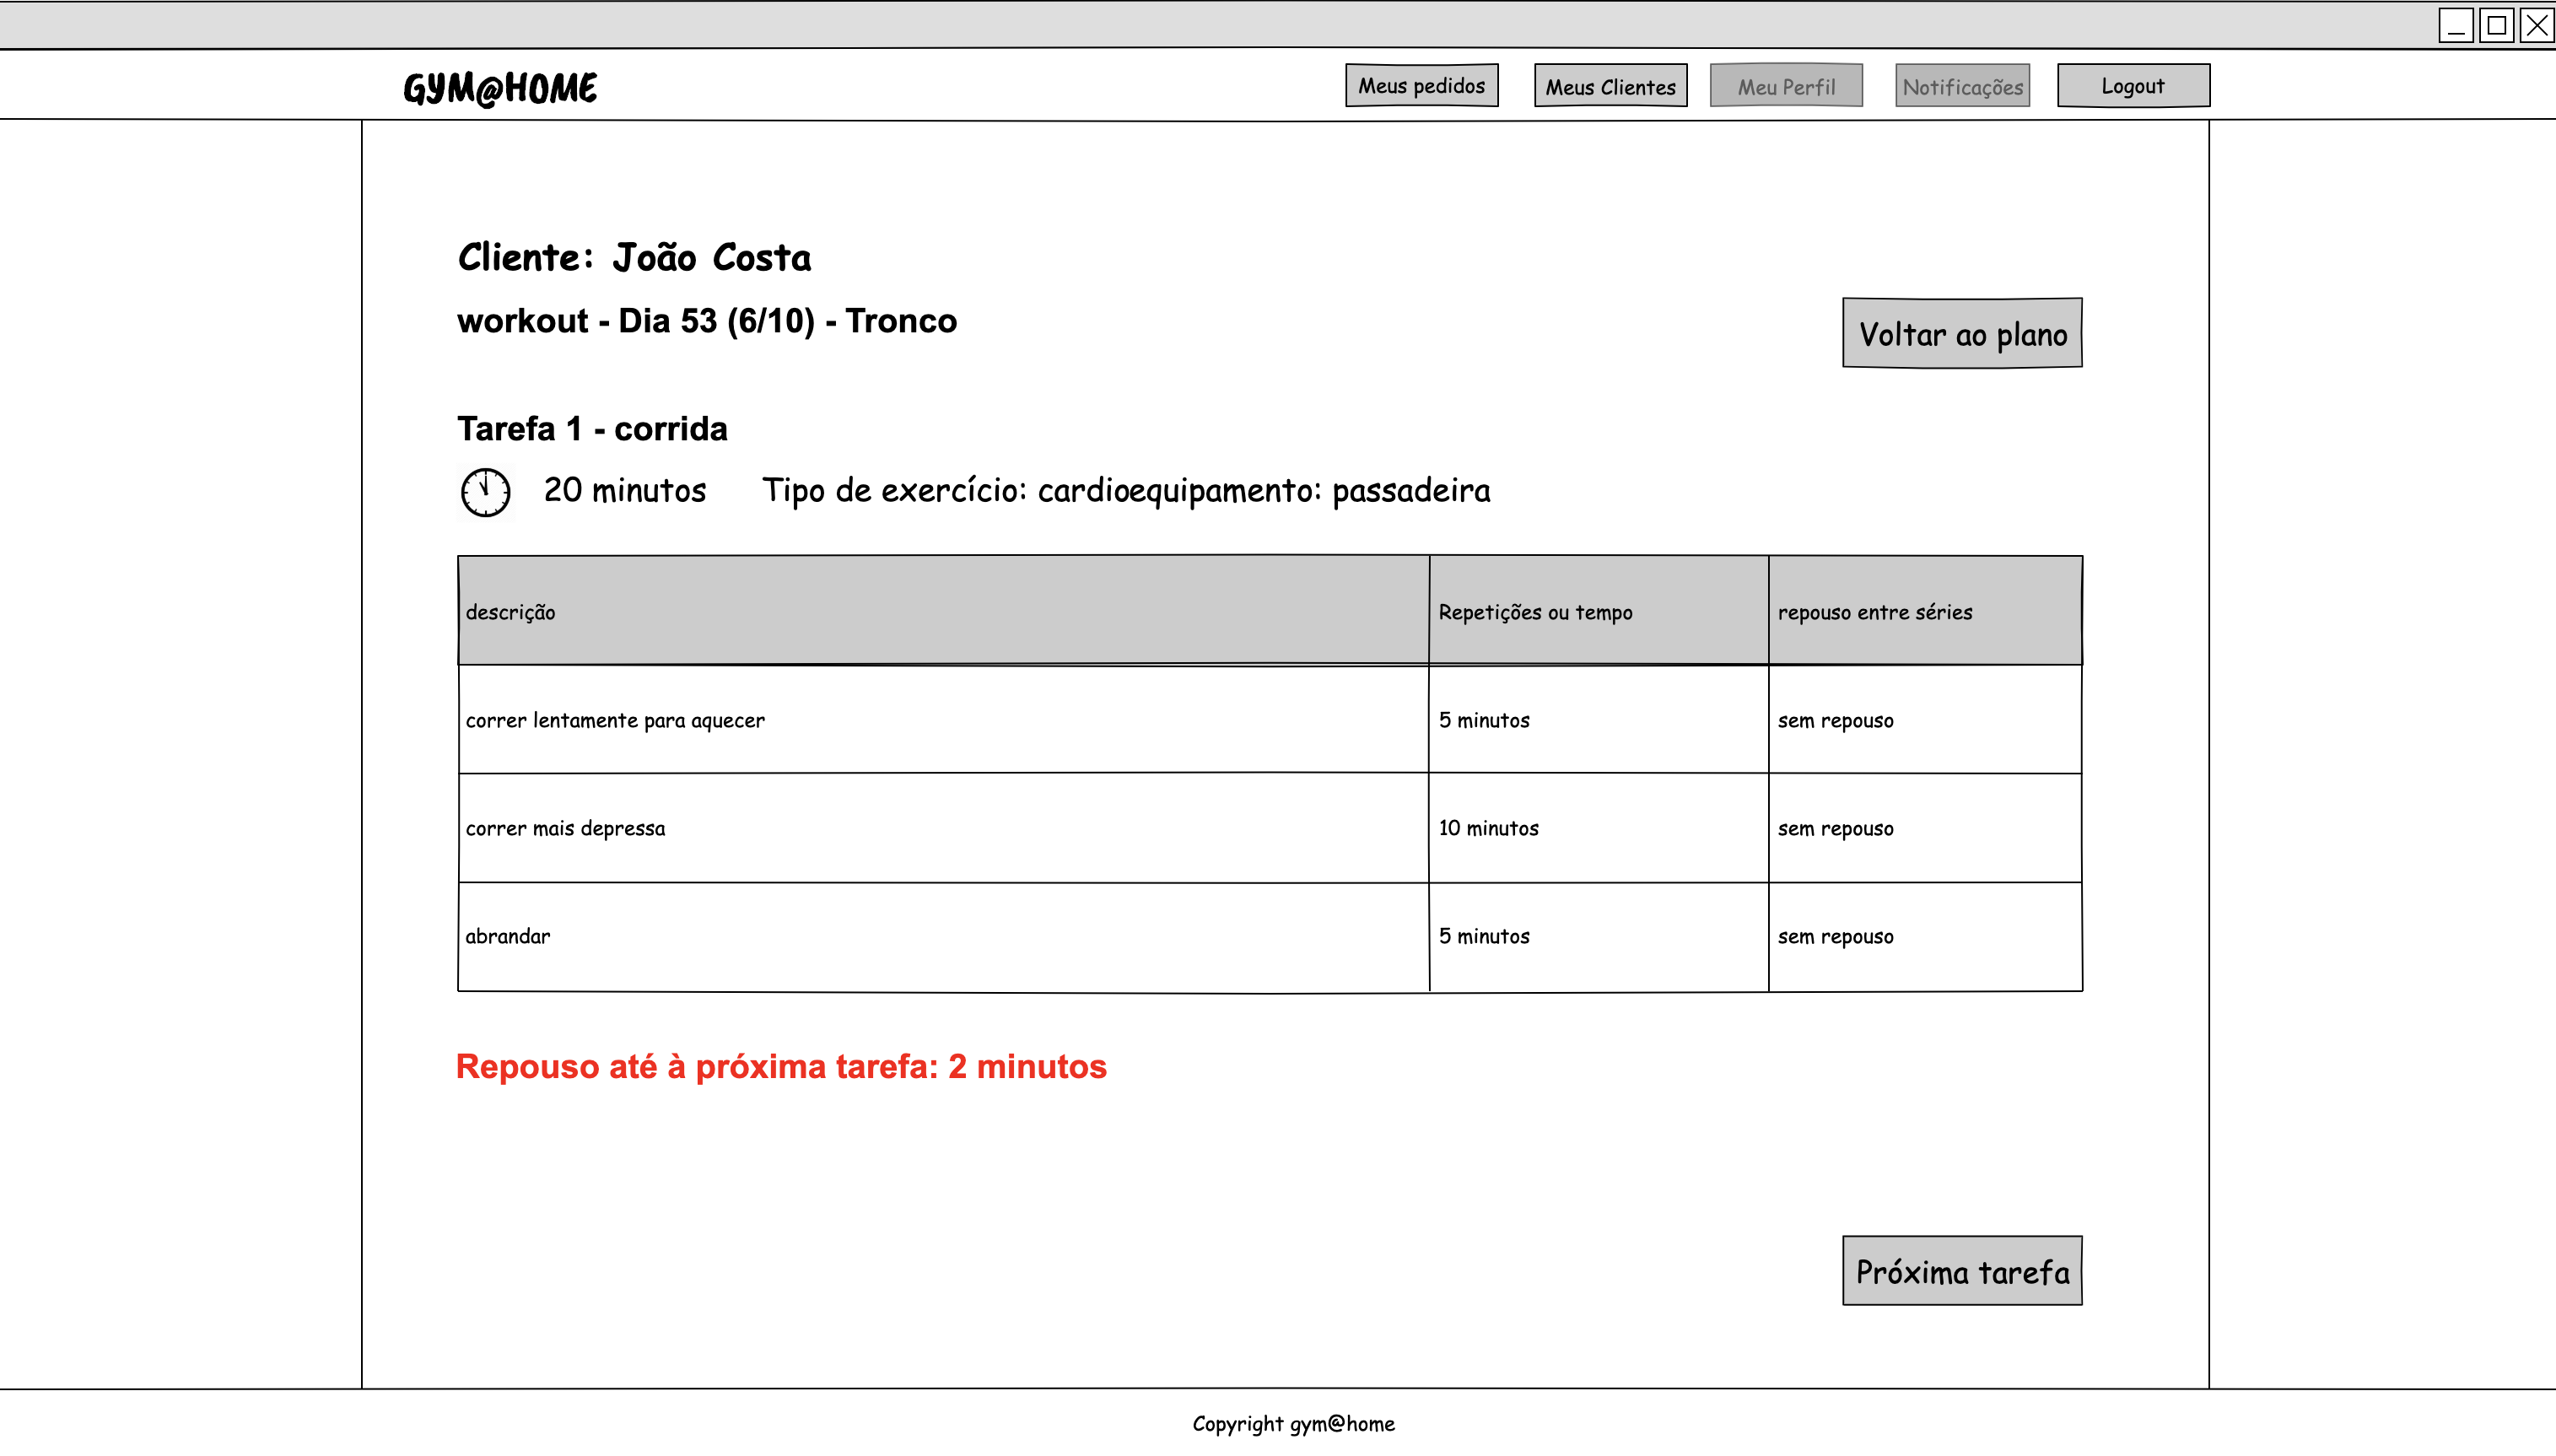 GYM@HOME
Meus pedidos
Meus Clientes
Meu Perfil
Notificações
Logout
Cliente: João Costa
workout - Dia 53 (6/10) - Tronco
Voltar ao plano
Tarefa 1 - corrida
20 minutos
Tipo de exercício: cardioequipamento: passadeira
descrição
Repetições ou tempo
repouso entre séries
correr lentamente para aquecer
5 minutos
sem repouso
correr mais depressa
10 minutos
sem repouso
abrandar
5 minutos
sem repouso
Repouso até à próxima tarefa: 2 minutos
Próxima tarefa
Copyright gym@home